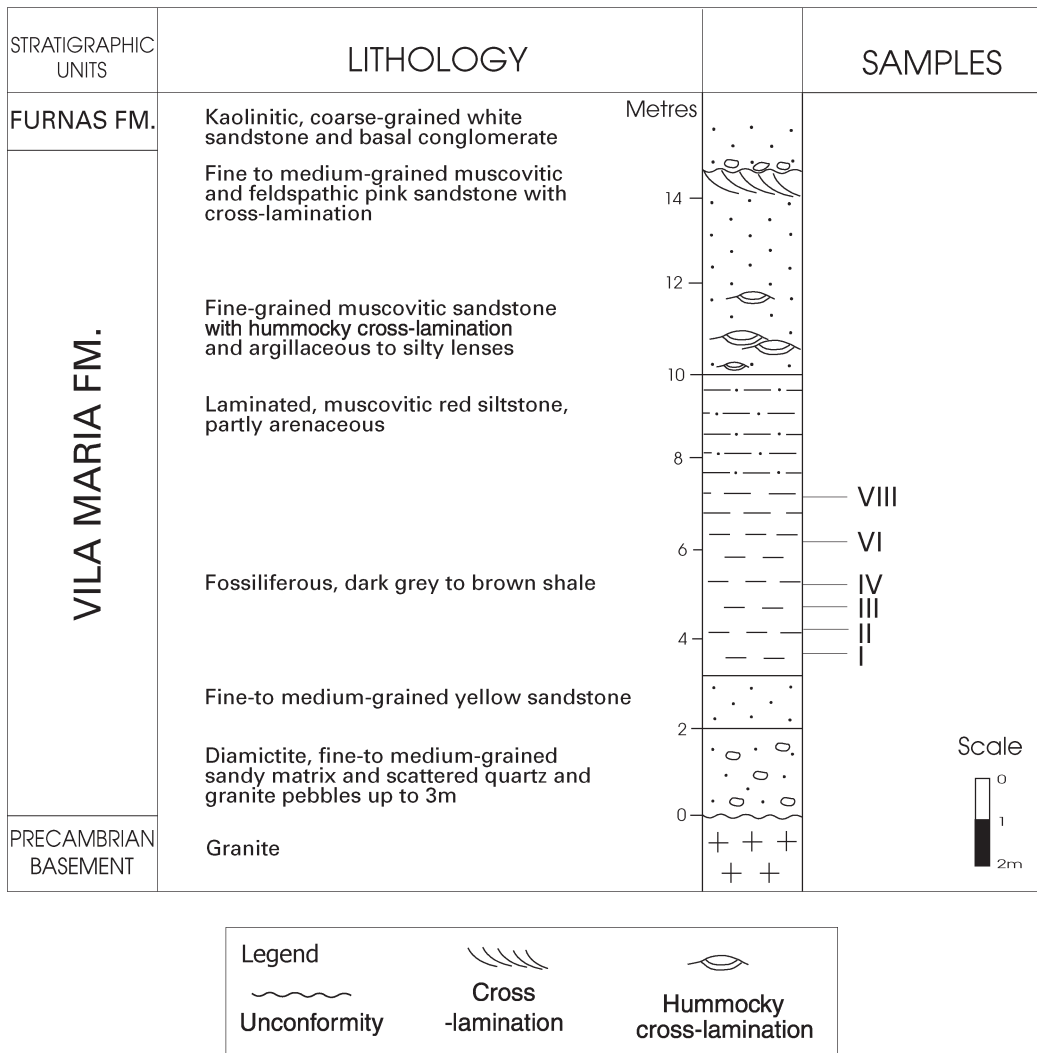 STRATIGRAPHIC
UNITS
LITHOLOGY
SAMPLES
FURNAS FM.
Kaolinitic, coarse-grained white
sandstone and basal conglomerate
Metres
Fine to medium-grained muscovitic
and feldspathic pink sandstone with
cross-lamination
14
12
Fine-grained muscovitic sandstone
with hummocky cross-lamination
and argillaceous to silty lenses
VILA MARIA FM.
10
Laminated, muscovitic red siltstone,
partly arenaceous
8
VIII
VI
6
Fossiliferous, dark grey to brown shale
IV
III
II
4
I
Fine-to medium-grained yellow sandstone
2
Diamictite, fine-to medium-grained
sandy matrix and scattered quartz and
granite pebbles up to 3m
0
Scale
0
1
2m
PRECAMBRIAN
BASEMENT
Granite
Legend
Unconformity
Cross
-lamination
Hummocky
cross-lamination